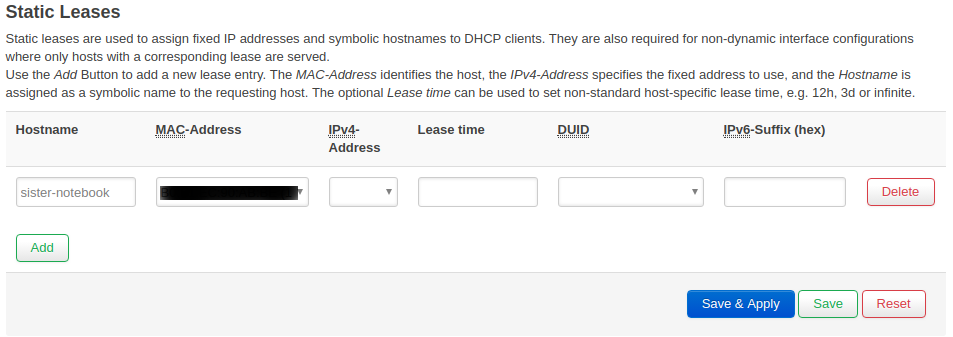 Static Leases
Static leases are used to assign fixed IP addresses and symbolic hostnames to DHCP clients. They are also required for non-dynamic interface configurations
where only hosts with a corresponding lease are served.
Use the Add Button to add a new lease entry. The MAC-Address identifies the host, the IPv4-Address specifies the fixed address to use, and the Hostname is
assigned as a symbolic name to the requesting host. The optional Lease time can be used to set non-standard host-specific lease time, e.g. 12h, 3d or infinite.
Hostname MAC-Address IPv4- Lease time DUID IPv6-Suffix (hex)
Address
sister-notebook Delete
Add
Save & Apply Save Reset